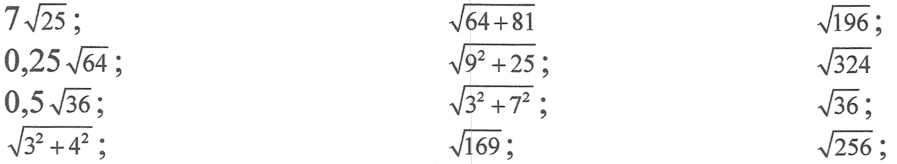 7√25 ; √(64+81) √196 ;
0,25√64 ; √(9² + 25) ; √324
0,5√36 ; √(3² + 7²) ; √36 ;
√(3² + 4²) ; √169 ; √256 ;